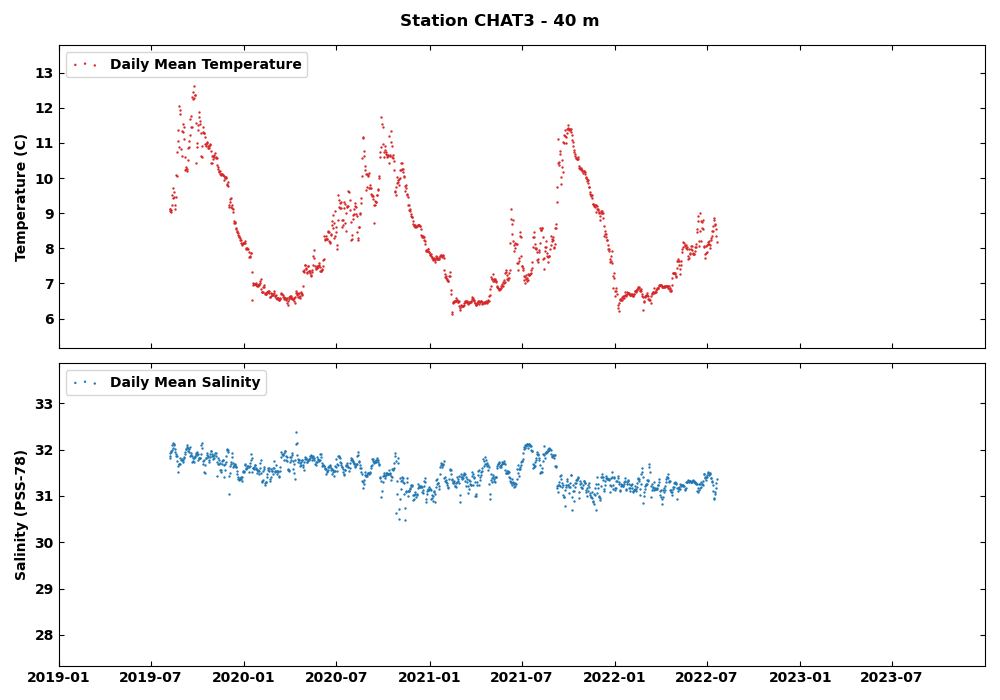 Station CHAT3 - 40 m
Daily Mean Temperature
Temperature (C)
13
12
11
10
9
8
7
6
Daily Mean Salinity
Salinity (PSS-78)
33
32
31
30
29
28
2019-01 2019-07 2020-01 2020-07 2021-01 2021-07 2022-01 2022-07 2023-01 2023-07